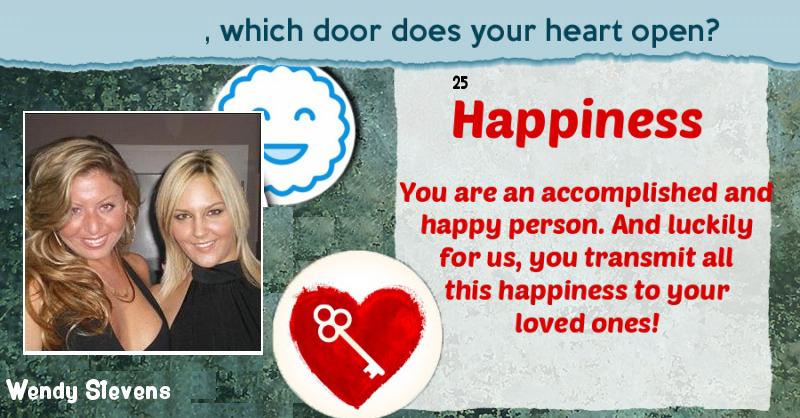 , which door does your heart open?
25
Happiness
You are an accomplished and
happy person. And luckily
for us, you transmit all
this happiness to your
loved ones!
Wendy Stevens